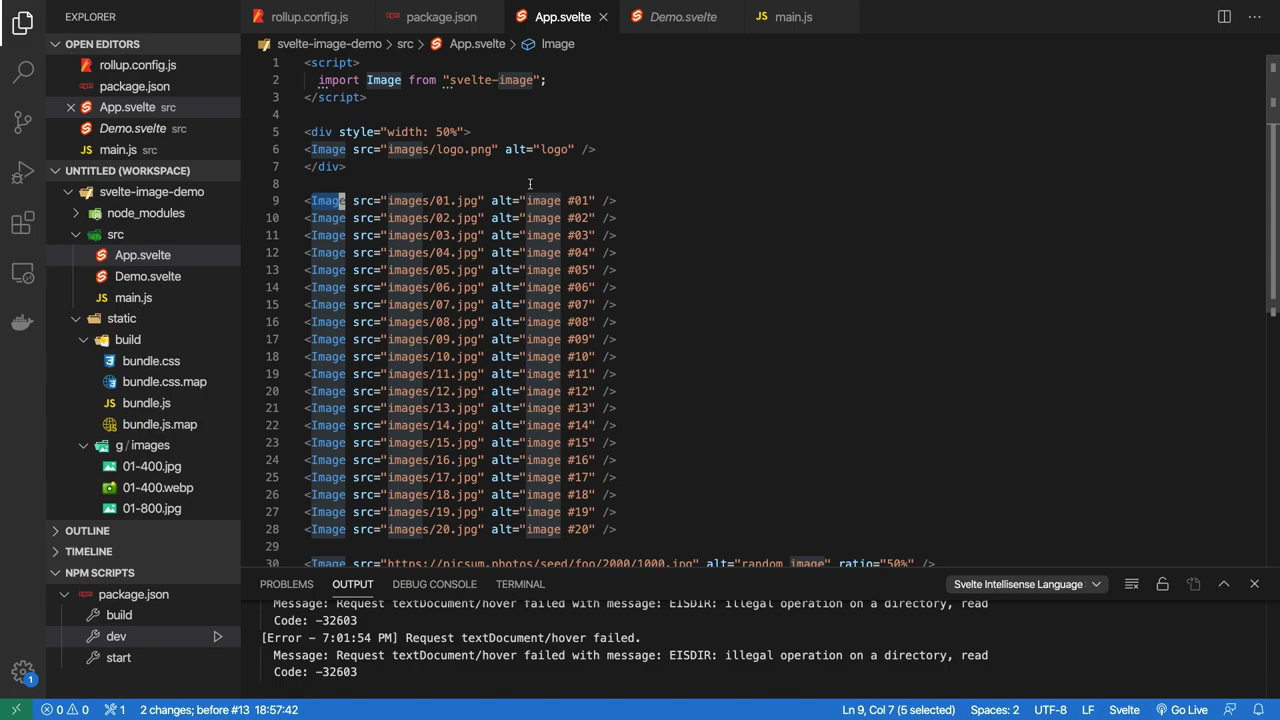 EXPLORER
rollup.config.js
package.json
App.svelte
Demo.svelte
main.js
OPEN EDITORS
rollup.config.js
package.json
App.svelte src
Demo.svelte src
main.js src
UNTITLED (WORKSPACE)
svelte-image-demo
node_modules
src
App.svelte
Demo.svelte
main.js
static
build
bundle.css
bundle.css.map
bundle.js
bundle.js.map
g / images
01-400.jpg
01-400.webp
01-800.jpg
OUTLINE
TIMELINE
NPM SCRIPTS
package.json
build
dev
start
svelte-image-demo > src > App.svelte > Image
1 <script>
2 import Image from "svelte-image";
3 </script>
4
5 <div style="width: 50%">
6 <Image src="images/logo.png" alt="logo" />
7 </div>
8
9 <Image src="images/01.jpg" alt="image #01" />
10 <Image src="images/02.jpg" alt="image #02" />
11 <Image src="images/03.jpg" alt="image #03" />
12 <Image src="images/04.jpg" alt="image #04" />
13 <Image src="images/05.jpg" alt="image #05" />
14 <Image src="images/06.jpg" alt="image #06" />
15 <Image src="images/07.jpg" alt="image #07" />
16 <Image src="images/08.jpg" alt="image #08" />
17 <Image src="images/09.jpg" alt="image #09" />
18 <Image src="images/10.jpg" alt="image #10" />
19 <Image src="images/11.jpg" alt="image #11" />
20 <Image src="images/12.jpg" alt="image #12" />
21 <Image src="images/13.jpg" alt="image #13" />
22 <Image src="images/14.jpg" alt="image #14" />
23 <Image src="images/15.jpg" alt="image #15" />
24 <Image src="images/16.jpg" alt="image #16" />
25 <Image src="images/17.jpg" alt="image #17" />
26 <Image src="images/18.jpg" alt="image #18" />
27 <Image src="images/19.jpg" alt="image #19" />
28 <Image src="images/20.jpg" alt="image #20" />
29
30 <Image src="https://picsum.photos/seed/foo/2000/1000.jpg" alt="random image" ratio="50%" />
PROBLEMS OUTPUT DEBUG CONSOLE TERMINAL
Svelte Intellisense Language
Message: Request textDocument/hover failed with message: EISDIR: illegal operation on a directory, read
Code: -32603
[Error - 7:01:54 PM] Request textDocument/hover failed.
Message: Request textDocument/hover failed with message: EISDIR: illegal operation on a directory, read
Code: -32603
1
0 0 1 2 changes; before #13 18:57:42 Ln 9, Col 7 (5 selected) Spaces: 2 UTF-8 LF Svelte Go Live